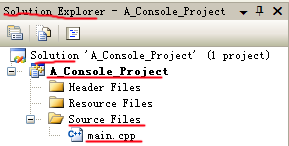 Solution Explorer - A_Console_Project
Solution 'A_Console_Project' (1 project)
A_Console_Project
Header Files
Resource Files
Source Files
main.cpp